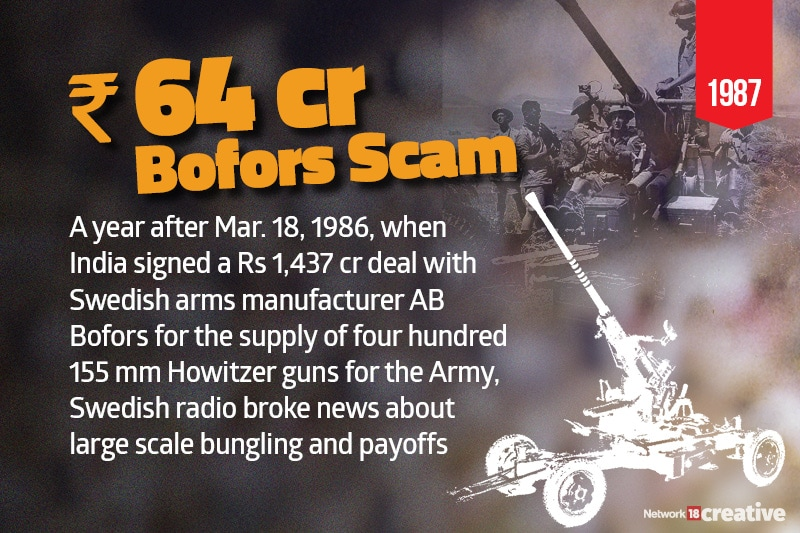 ₹ 64 cr
Bofors Scam
1987
A year after Mar. 18, 1986, when
India signed a Rs 1,437 cr deal with
Swedish arms manufacturer AB
Bofors for the supply of four hundred
155 mm Howitzer guns for the Army,
Swedish radio broke news about
large scale bungling and payoffs
Network 18 creative